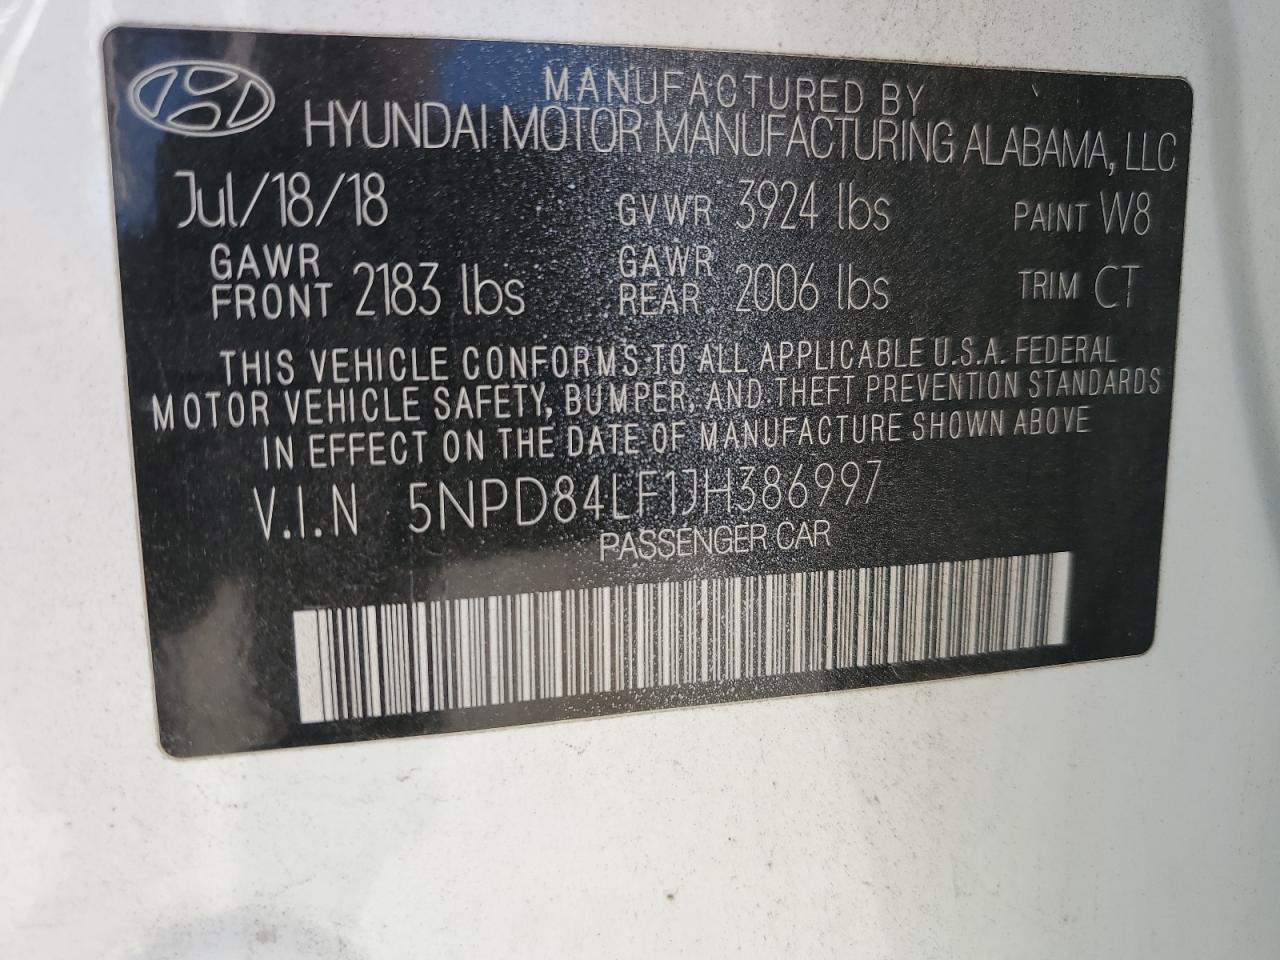 MANUFACTURED BY
HYUNDAI MOTOR MANUFACTURING ALABAMA, LLC
Jul/18/18 GVWR 3924 lbs PAINT W8
GAWR FRONT 2183 lbs GAWR REAR 2006 lbs TRIM CT
THIS VEHICLE CONFORMS TO ALL APPLICABLE U.S.A. FEDERAL
MOTOR VEHICLE SAFETY, BUMPER, AND THEFT PREVENTION STANDARDS
IN EFFECT ON THE DATE OF MANUFACTURE SHOWN ABOVE
V.I.N 5NPD84LF1JH386997
PASSENGER CAR